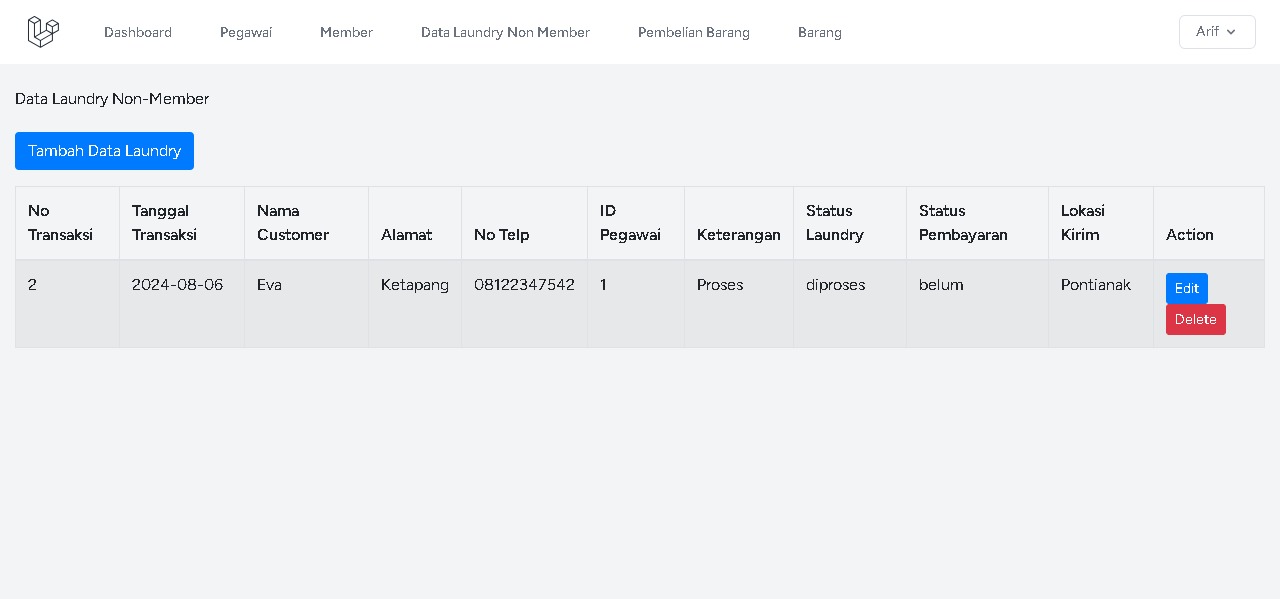 Dashboard Pegawai Member Data Laundry Non Member Pembelian Barang Barang Arif
Data Laundry Non-Member
Tambah Data Laundry
No Transaksi Tanggal Transaksi Nama Customer Alamat No Telp ID Pegawai Keterangan Status Laundry Status Pembayaran Lokasi Kirim Action
2 2024-08-06 Eva Ketapang 08122347542 1 Proses diproses belum Pontianak Edit
Delete